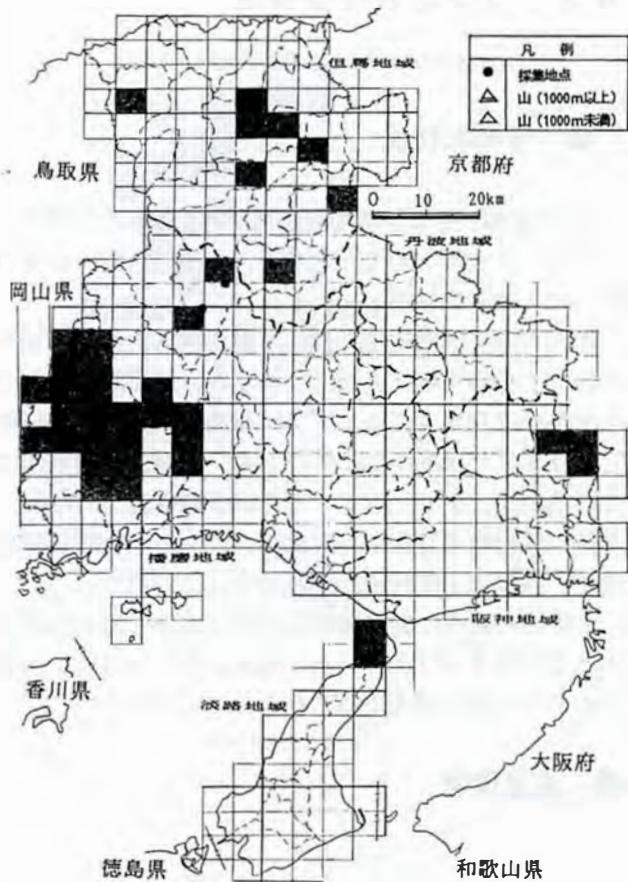 凡 例
採集地点
山 (1000m以上)
山 (1000m未満)
但馬地域
鳥取県
京都府
0 10 20km
丹波地域
岡山県
播磨地域
阪神地域
香川県
淡路地域
大阪府
徳島県
和歌山県